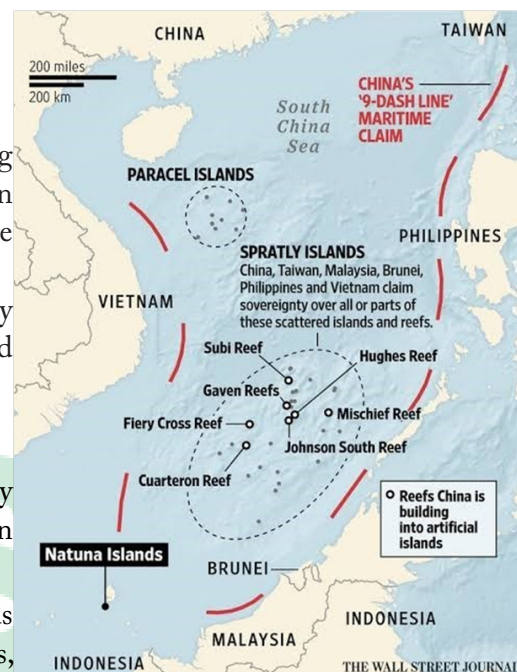 CHINA
TAIWAN
200 miles
200 km
CHINA'S
'9-DASH LINE'
MARITIME
CLAIM
South
China
Sea
PARACEL ISLANDS
PHILIPPINES
SPRATLY ISLANDS
China, Taiwan, Malaysia, Brunei,
Philippines and Vietnam claim
sovereignty over all or parts of
these scattered islands and reefs.
VIETNAM
Subi Reef
Hughes Reef
Gaven Reefs
Mischief Reef
Fiery Cross Reef
Johnson South Reef
Cuarteron Reef
Reefs China is
building
into artificial
islands
Natuna Islands
BRUNEI
INDONESIA
MALAYSIA
INDONESIA
THE WALL STREET JOURNAL